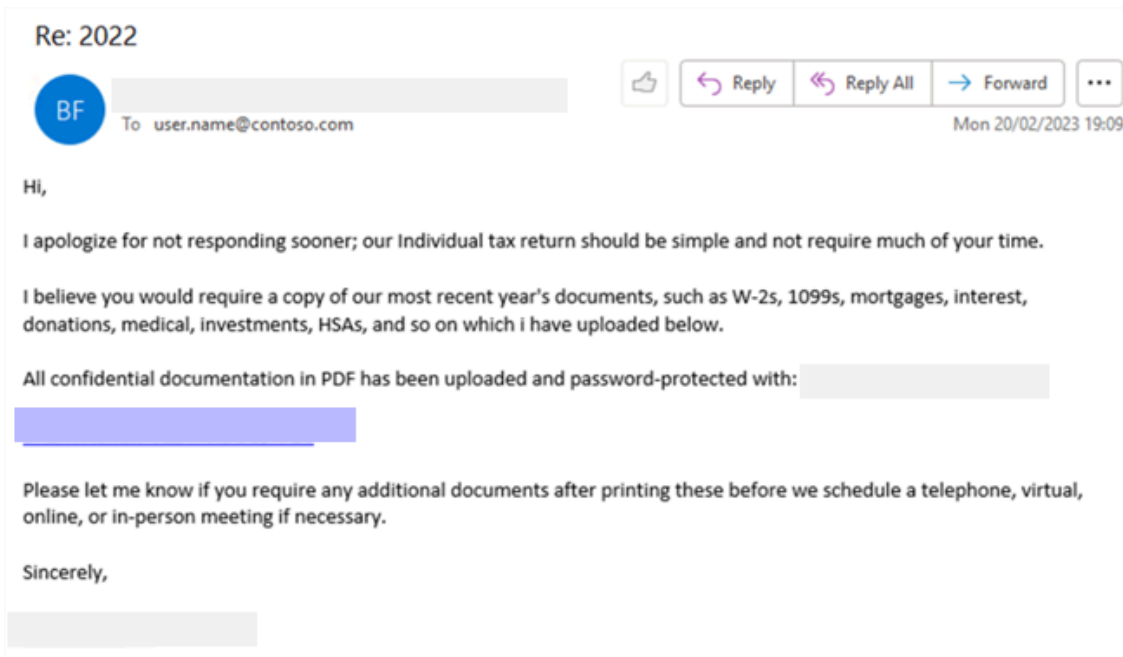 Re: 2022
BF
Reply
Reply All
Forward
To user.name@contoso.com
Mon 20/02/2023 19:09
Hi,
I apologize for not responding sooner; our Individual tax return should be simple and not require much of your time.
I believe you would require a copy of our most recent year's documents, such as W-2s, 1099s, mortgages, interest,
donations, medical, investments, HSAs, and so on which i have uploaded below.
All confidential documentation in PDF has been uploaded and password-protected with:
Please let me know if you require any additional documents after printing these before we schedule a telephone, virtual,
online, or in-person meeting if necessary.
Sincerely,